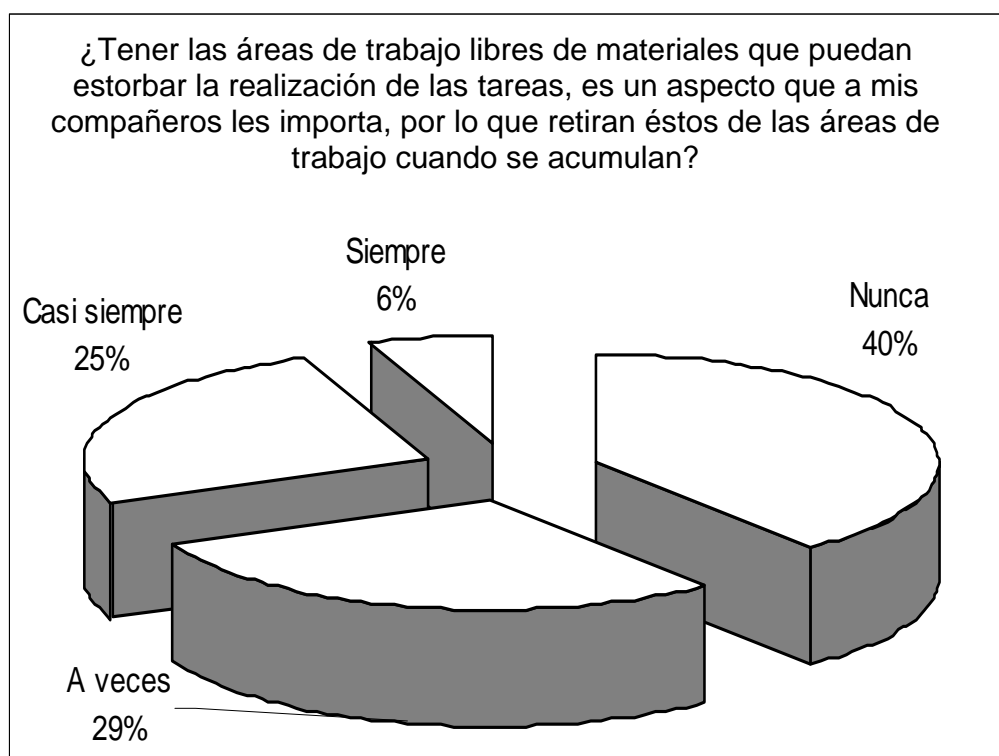 ¿Tener las áreas de trabajo libres de materiales que puedan
estorbar la realización de las tareas, es un aspecto que a mis
compañeros les importa, por lo que retiran éstos de las áreas de
trabajo cuando se acumulan?
Siempre
6%
Nunca
40%
Casi siempre
25%
A veces
29%